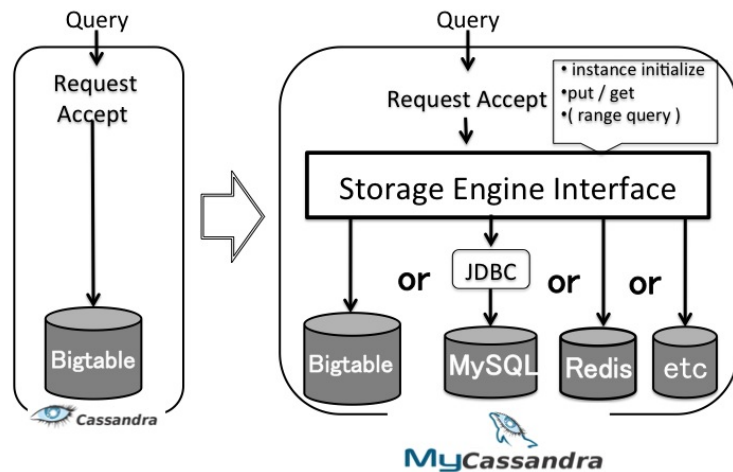 Query
Request
Accept
Bigtable
Cassandra
Query
Request Accept
• instance initialize
• put / get
• ( range query )
Storage Engine Interface
or
JDBC
or
or
Bigtable
MySQL
Redis
etc
MyCassandra